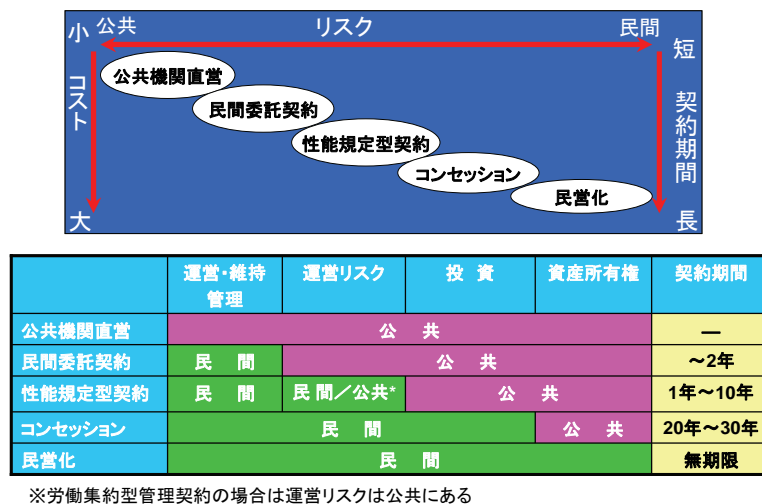 小 公共 リスク 民間 短
コスト
契約期間
公共機関直営
民間委託契約
性能規定型契約
コンセッション
民営化
大 長
運営・維持管理 運営リスク 投 資 資産所有権 契約期間
公共機関直営 公 共 ―
民間委託契約 民 間 公 共 ～2年
性能規定型契約 民 間 民 間／公共* 公 共 1年～10年
コンセッション 民 間 公 共 20年～30年
民営化 民 間 無期限
※労働集約型管理契約の場合は運営リスクは公共にある